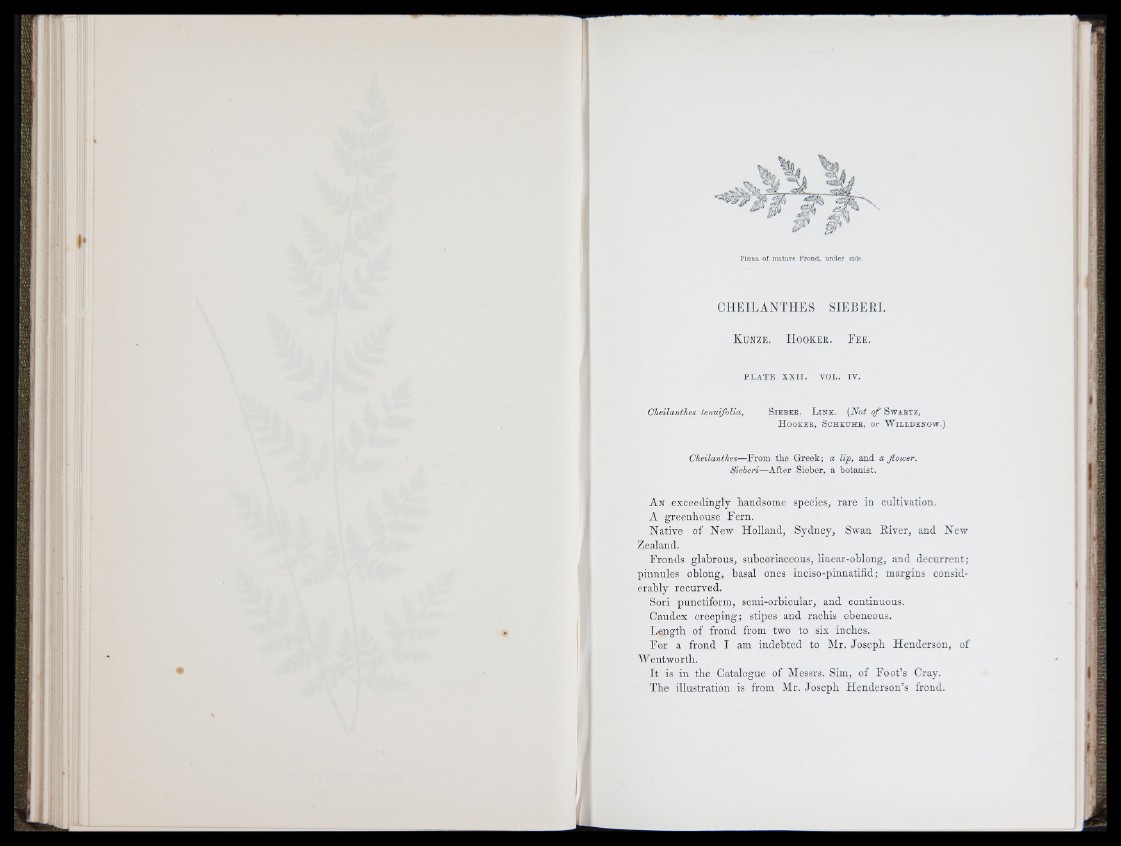 Pinna of mature Frond, under side.
CHEILANTHES SIEBERI.
KUNZE. HOOKER. FEE.
PLATE XXII. VOL. IV.
Cheilanthes tenuifolia, SIEBER. LINK. (Not of SWARTZ,
HOOKER, SCHKUHR, or WILLDENOW.)
Cheilanthes—From the Greek; a lip, and a flower.
Sieberi—After Sieber, a botanist.
AN exceedingly handsome species, rare in cultivation.
A greenhouse Fern.
Native of New Holland, Sydney, Swan River, and New
Zealand.
Fronds glabrous, subcoriaceous, linear-oblong, and decurrent;
pinnules oblong, basal ones inciso-pinnatifid; margins consid-
erably recurved.
Sori punctiform, semi-orbicular, and continuous.
Caudex creeping; stipes and rachis ebeneous.
Length of frond from two to six inches.
For a frond I am indebted to Mr. Joseph Henderson, of
Wentworth.
It is in the Catalogue of Messrs. Sim, of Foot's Cray.
The illustration is from Mr. Joseph Henderson's frond.